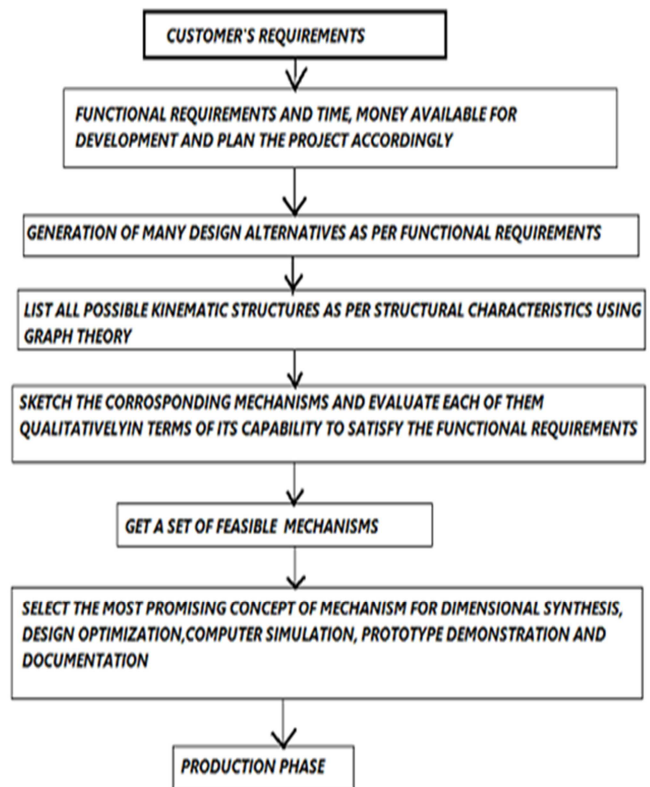 CUSTOMER'S REQUIREMENTS
FUNCTIONAL REQUIREMENTS AND TIME, MONEY AVAILABLE FOR
DEVELOPMENT AND PLAN THE PROJECT ACCORDINGLY
GENERATION OF MANY DESIGN ALTERNATIVES AS PER FUNCTIONAL REQUIREMENTS
LIST ALL POSSIBLE KINEMATIC STRUCTURES AS PER STRUCTURAL CHARACTERISTICS USING
GRAPH THEORY
SKETCH THE CORROSPONDING MECHANISMS AND EVALUATE EACH OF THEM
QUALITATIVELYIN TERMS OF ITS CAPABILITY TO SATISFY THE FUNCTIONAL REQUIREMENTS
GET A SET OF FEASIBLE MECHANISMS
SELECT THE MOST PROMISING CONCEPT OF MECHANISM FOR DIMENSIONAL SYNTHESIS,
DESIGN OPTIMIZATION,COMPUTER SIMULATION, PROTOTYPE DEMONSTRATION AND
DOCUMENTATION
PRODUCTION PHASE